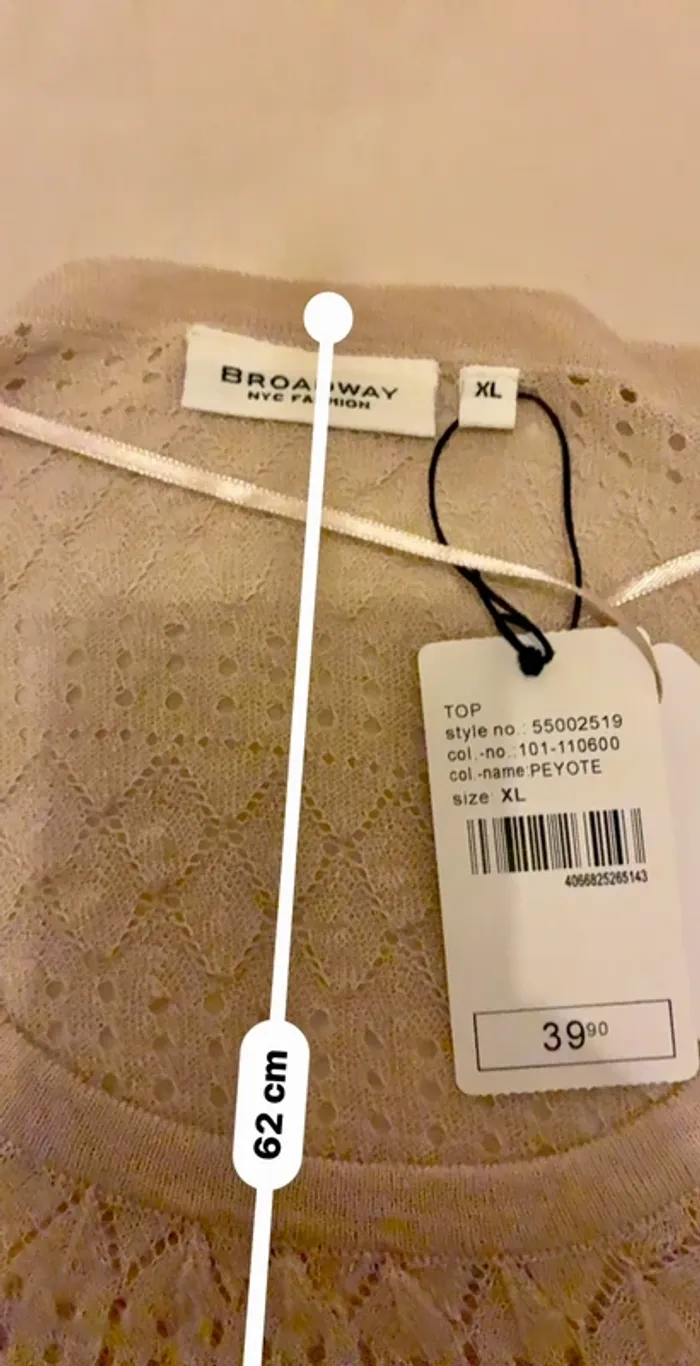 BROADWAY
NYC FASHION
XL
TOP
style no.: 55002519
col.-no.:101-110600
col.-name:PEYOTE
size: XL
4066825265143
39⁹⁰
62 cm